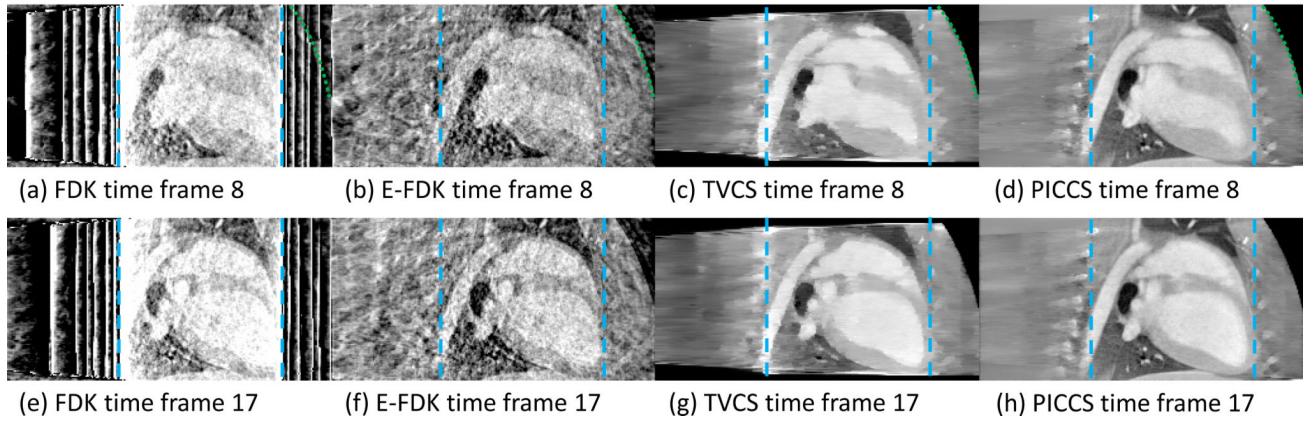 (a) FDK time frame 8
(b) E-FDK time frame 8
(c) TVCS time frame 8
(d) PICCS time frame 8
(e) FDK time frame 17
(f) E-FDK time frame 17
(g) TVCS time frame 17
(h) PICCS time frame 17